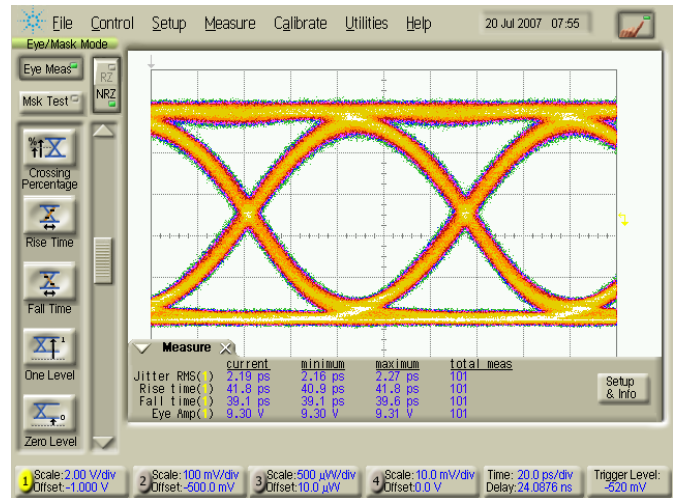 File Control Setup Measure Calibrate Utilities Help 20 Jul 2007 07:55
Eye/Mask Mode
Eye Meas
RZ
NRZ
Msk Test
Crossing
Percentage
Rise Time
Fall Time
One Level
Zero Level
Measure
current minimum maximum total meas
Jitter RMS(1) 2.19 ps 2.16 ps 2.27 ps 101
Rise time(1) 41.8 ps 40.9 ps 43.0 ps 101
Fall time(1) 39.1 ps 39.1 ps 39.6 ps 101
Eye Amp(1) 9.30 V 9.30 V 9.31 V 101
Setup
& Info
1 Scale:2.00 V/div
Offset:-1.000 V
2 Scale:100 mV/div
Offset:-500.0 mV
3 Scale:500 µW/div
Offset:10.0 µW
4 Scale:10.0 mV/div
Offset:0.0 V
Time: 20.0 ps/div
Delay:24.0876 ns
Trigger Level:
-520 mV